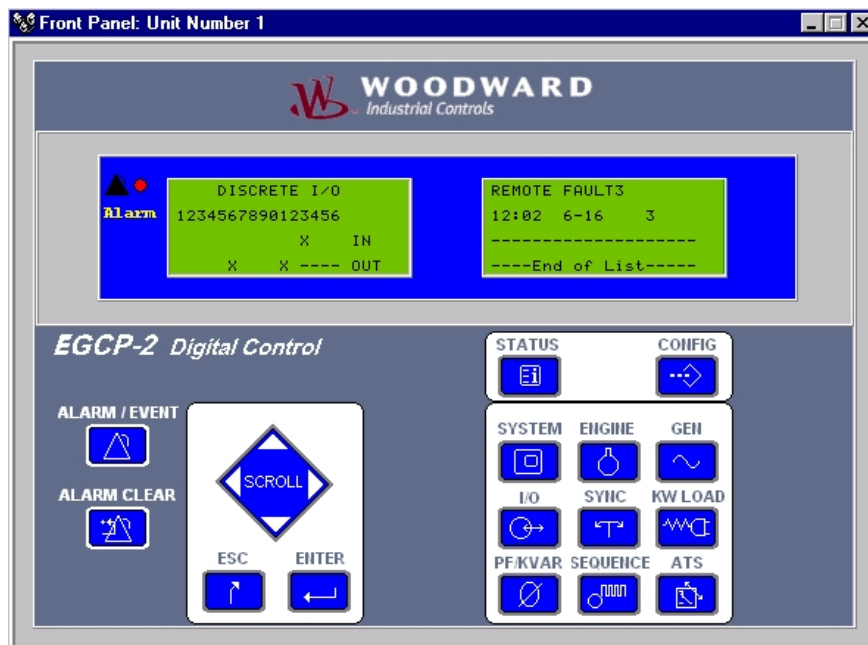 Front Panel: Unit Number 1
WOODWARD
Industrial Controls
Alarm
DISCRETE I/O
1234567890123456
X IN
X X ---- OUT
REMOTE FAULT3
12:02 6-16 3
--------------------
----End of List-----
EGCP-2 Digital Control
STATUS
CONFIG
ALARM / EVENT
ALARM CLEAR
SCROLL
ESC
ENTER
SYSTEM
ENGINE
GEN
I/O
SYNC
KW LOAD
PF/KVAR
SEQUENCE
ATS